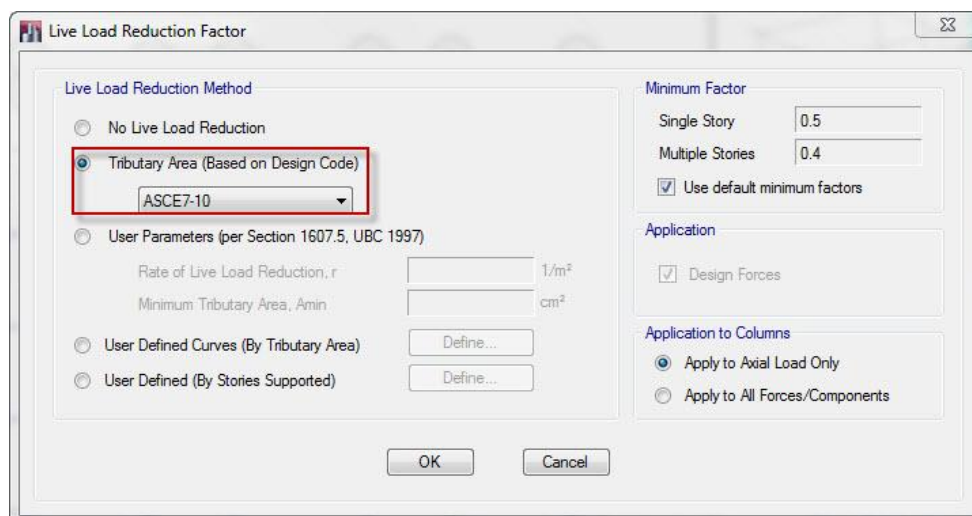 Live Load Reduction Factor
Live Load Reduction Method
No Live Load Reduction
Tributary Area (Based on Design Code)
ASCE7-10
User Parameters (per Section 1607.5, UBC 1997)
Rate of Live Load Reduction, r 1/m²
Minimum Tributary Area, Amin cm²
User Defined Curves (By Tributary Area) Define...
User Defined (By Stories Supported) Define...
Minimum Factor
Single Story 0.5
Multiple Stories 0.4
Use default minimum factors
Application
Design Forces
Application to Columns
Apply to Axial Load Only
Apply to All Forces/Components
OK Cancel